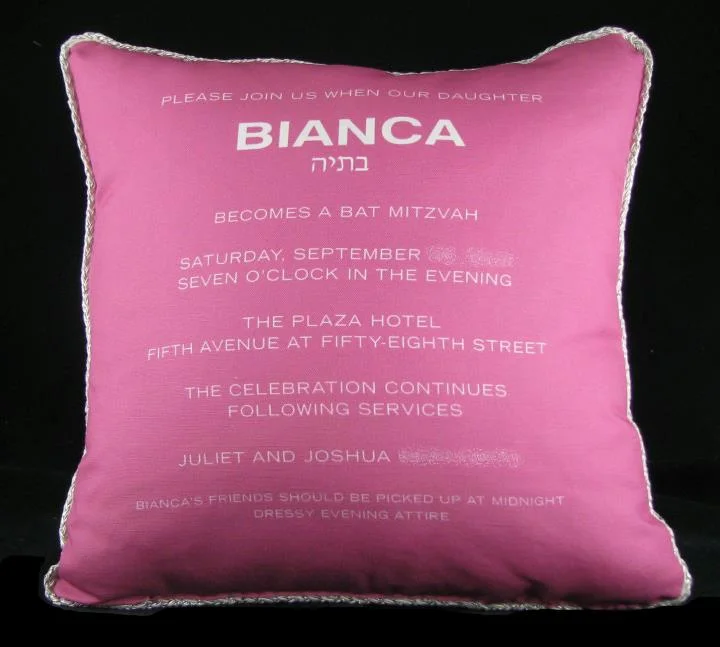 PLEASE JOIN US WHEN OUR DAUGHTER
BIANCA
בתיה
BECOMES A BAT MITZVAH
SATURDAY, SEPTEMBER
SEVEN O'CLOCK IN THE EVENING
THE PLAZA HOTEL
FIFTH AVENUE AT FIFTY-EIGHTH STREET
THE CELEBRATION CONTINUES
FOLLOWING SERVICES
JULIET AND JOSHUA
BIANCA'S FRIENDS SHOULD BE PICKED UP AT MIDNIGHT
DRESSY EVENING ATTIRE